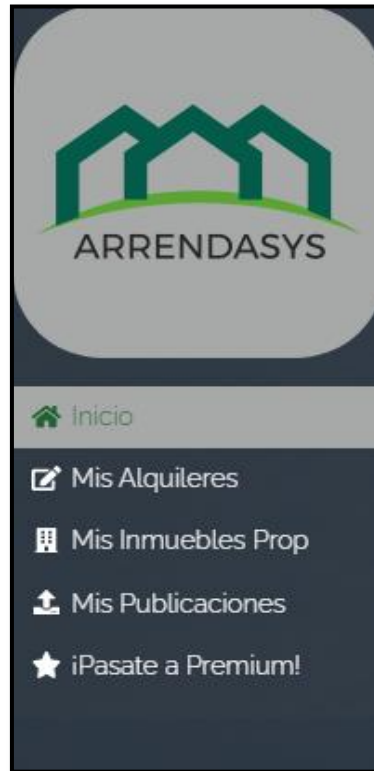 ARRENDASYS
Inicio
Mis Alquileres
Mis Inmuebles Prop
Mis Publicaciones
¡Pasate a Premium!